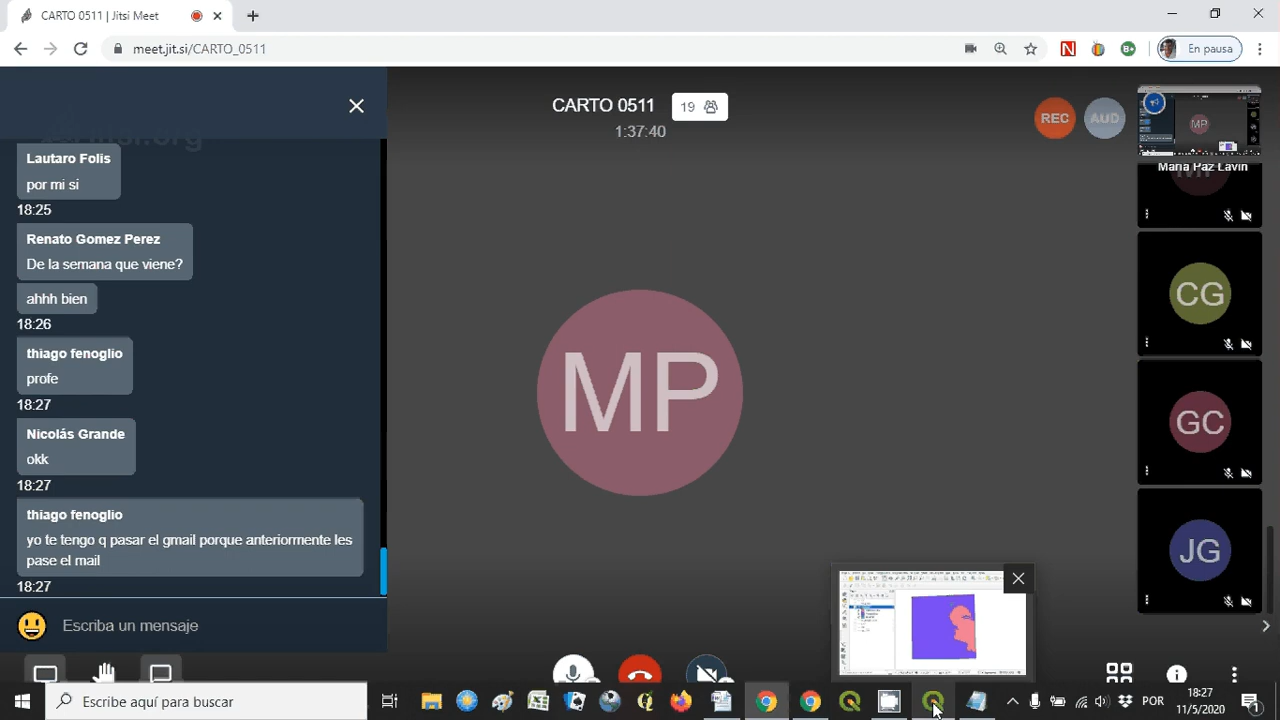 CARTO 0511 | Jitsi Meet
meet.jit.si/CARTO_0511
En pausa
CARTO 0511
19
1:37:40
REC
AUD
Lautaro Folis
por mi si
18:25
Renato Gomez Perez
De la semana que viene?
ahhh bien
18:26
thiago fenoglio
profe
18:27
Nicolás Grande
okk
18:27
thiago fenoglio
yo te tengo q pasar el gmail porque anteriormente les
pase el mail
18:27
Escriba un mensaje
MP
MP
Maria Paz Lavin
CG
GC
JG
Escribe aquí para buscar
POR
18:27
11/5/2020
1